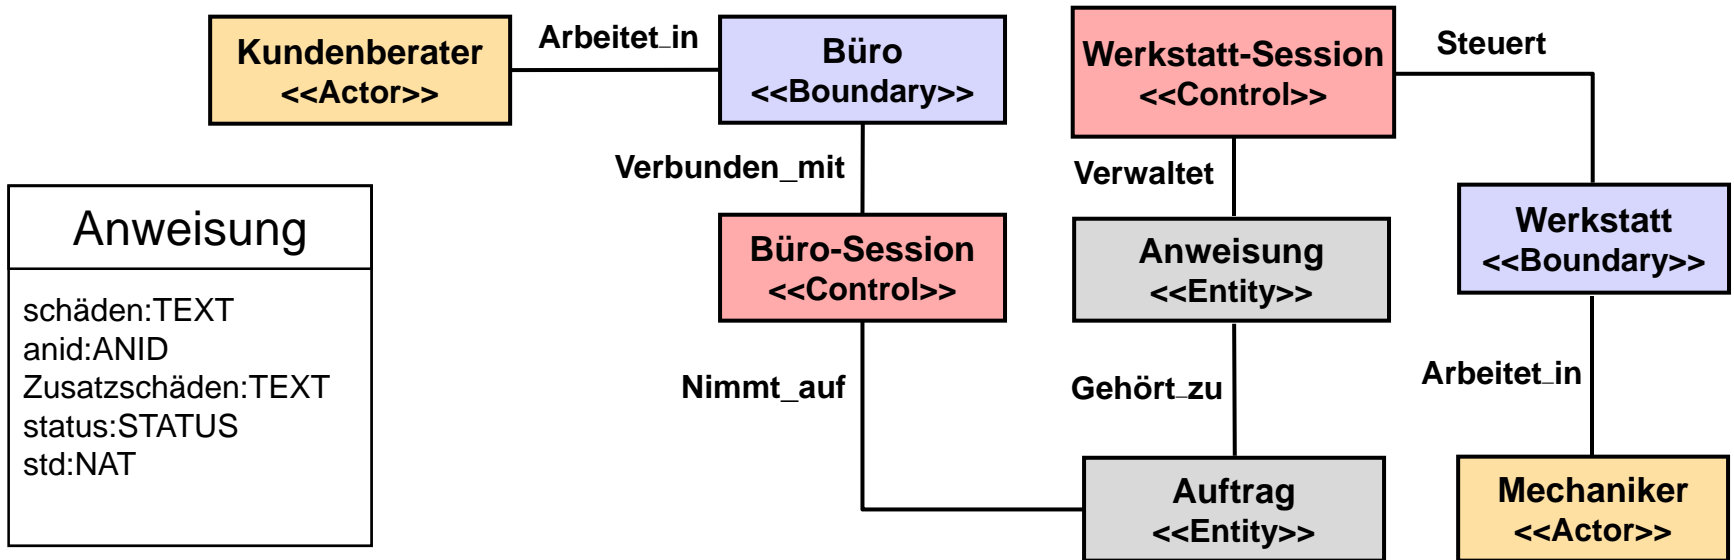 Kundenberater
<<Actor>>
Arbeitet_in
Büro
<<Boundary>>
Werkstatt-Session
<<Control>>
Steuert
Verbunden_mit
Verwaltet
Anweisung
schäden:TEXT
anid:ANID
Zusatzschäden:TEXT
status:STATUS
std:NAT
Büro-Session
<<Control>>
Anweisung
<<Entity>>
Werkstatt
<<Boundary>>
Nimmt_auf
Gehört_zu
Arbeitet_in
Auftrag
<<Entity>>
Mechaniker
<<Actor>>